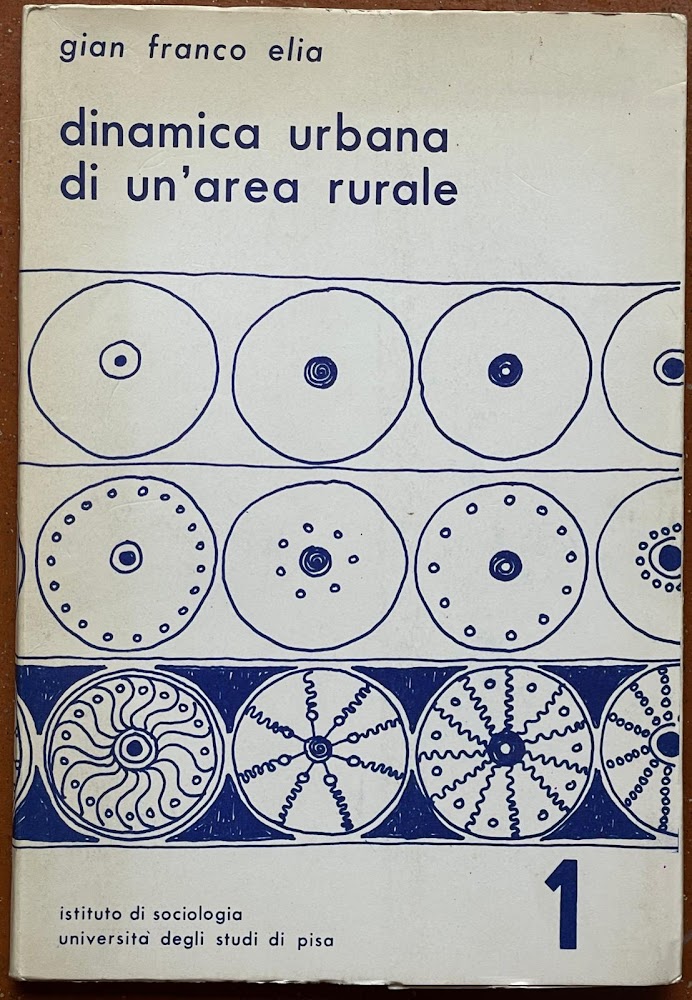 gian franco elia
dinamica urbana
di un'area rurale
1
istituto di sociologia
università degli studi di pisa